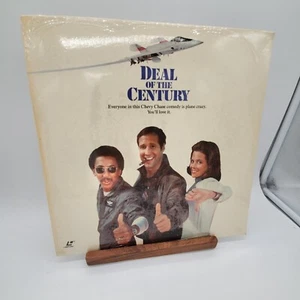 DEAL
OF THE
CENTURY
Everyone in this Chevy Chase comedy is plane crazy.
You'll love it.